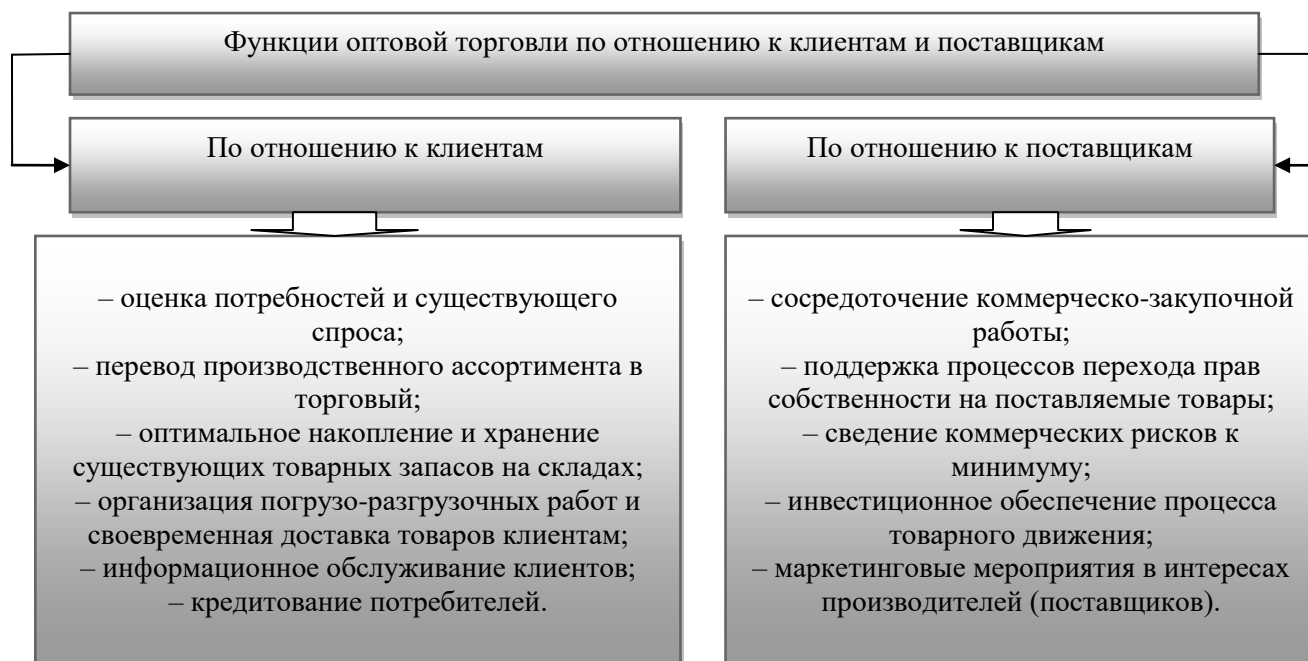 Функции оптовой торговли по отношению к клиентам и поставщикам
По отношению к клиентам
По отношению к поставщикам
– оценка потребностей и существующего
спроса;
– перевод производственного ассортимента в
торговый;
– оптимальное накопление и хранение
существующих товарных запасов на складах;
– организация погрузо-разгрузочных работ и
своевременная доставка товаров клиентам;
– информационное обслуживание клиентов;
– кредитование потребителей.
– сосредоточение коммерческо-закупочной
работы;
– поддержка процессов перехода прав
собственности на поставляемые товары;
– сведение коммерческих рисков к
минимуму;
– инвестиционное обеспечение процесса
товарного движения;
– маркетинговые мероприятия в интересах
производителей (поставщиков).